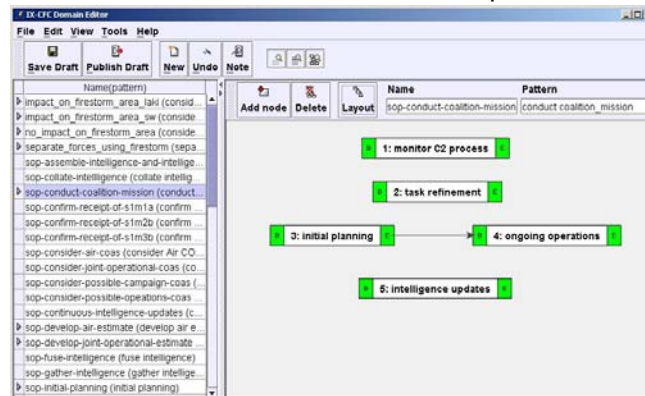 IX-CFC Domain Editor
File Edit View Tools Help
Save Draft Publish Draft New Undo Note
Name(pattern)
impact_on_firestorm_area_laki (consid...
impact_on_firestorm_area_sw (conside...
no_impact_on_firestorm_area (conside...
separate_forces_using_firestorm (sepa...
sop-assemble-intelligence-and-intellige...
sop-collate-intelligence (collate intellig...
sop-conduct-coalition-mission (conduct...
sop-confirm-receipt-of-s1m1a (confirm ...
sop-confirm-receipt-of-s1m2b (confirm ...
sop-confirm-receipt-of-s1m3b (confirm ...
sop-consider-air-coas (consider Air CO...
sop-consider-joint-operational-coas (co...
sop-consider-possible-campaign-coas (...
sop-consider-possible-opeations-coas ...
sop-continuous-intelligence-updates (c...
sop-develop-air-estimate (develop air e...
sop-develop-joint-operational-estimate ...
sop-fuse-intelligence (fuse intelligence)
sop-gather-intelligence (gather intellige...
sop-initial-planning (initial planning)
Add node Delete Layout
Name Pattern
sop-conduct-coalition-mission conduct coalition_mission
B 1: monitor C2 process E
B 2: task refinement E
B 3: initial planning E B 4: ongoing operations E
B 5: intelligence updates E